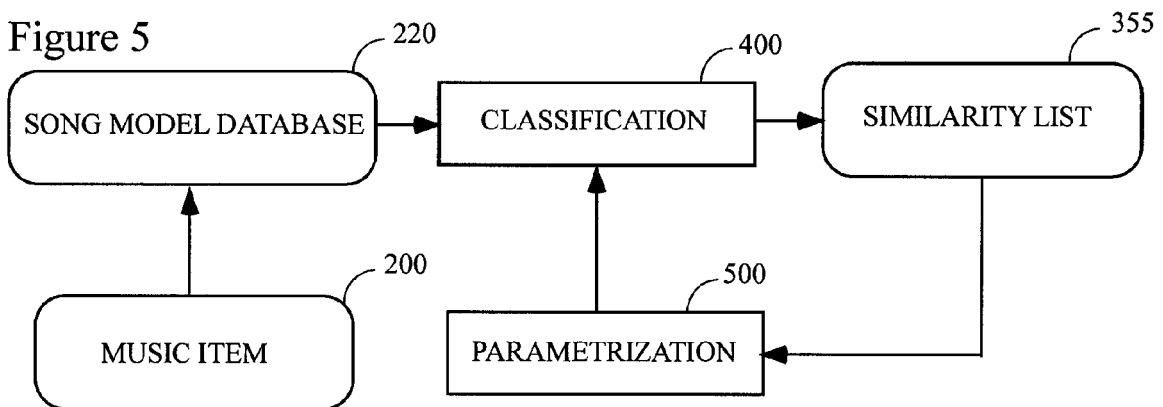 Figure 5
220
400
355
SONG MODEL DATABASE
CLASSIFICATION
SIMILARITY LIST
200
500
MUSIC ITEM
PARAMETRIZATION